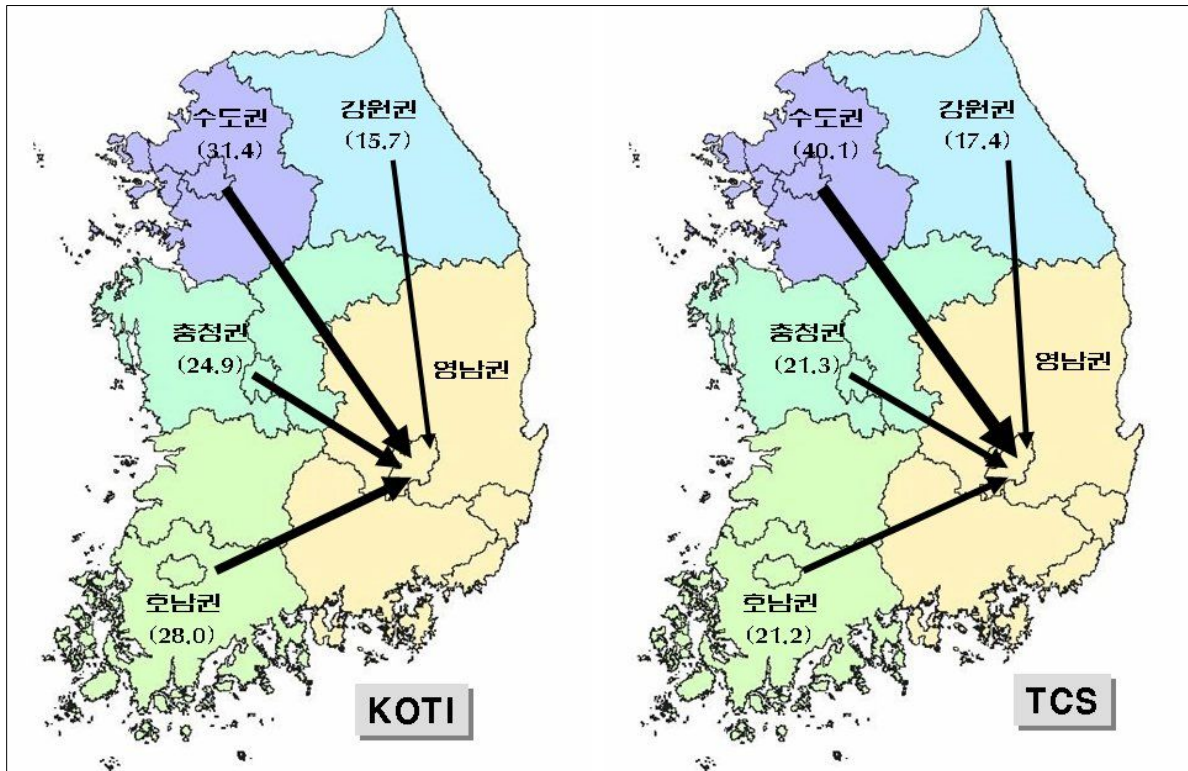 수도권
(31.4)
강원권
(15.7)
충청권
(24.9)
영남권
호남권
(28.0)
KOTI
수도권
(40.1)
강원권
(17.4)
충청권
(21.3)
영남권
호남권
(21.2)
TCS